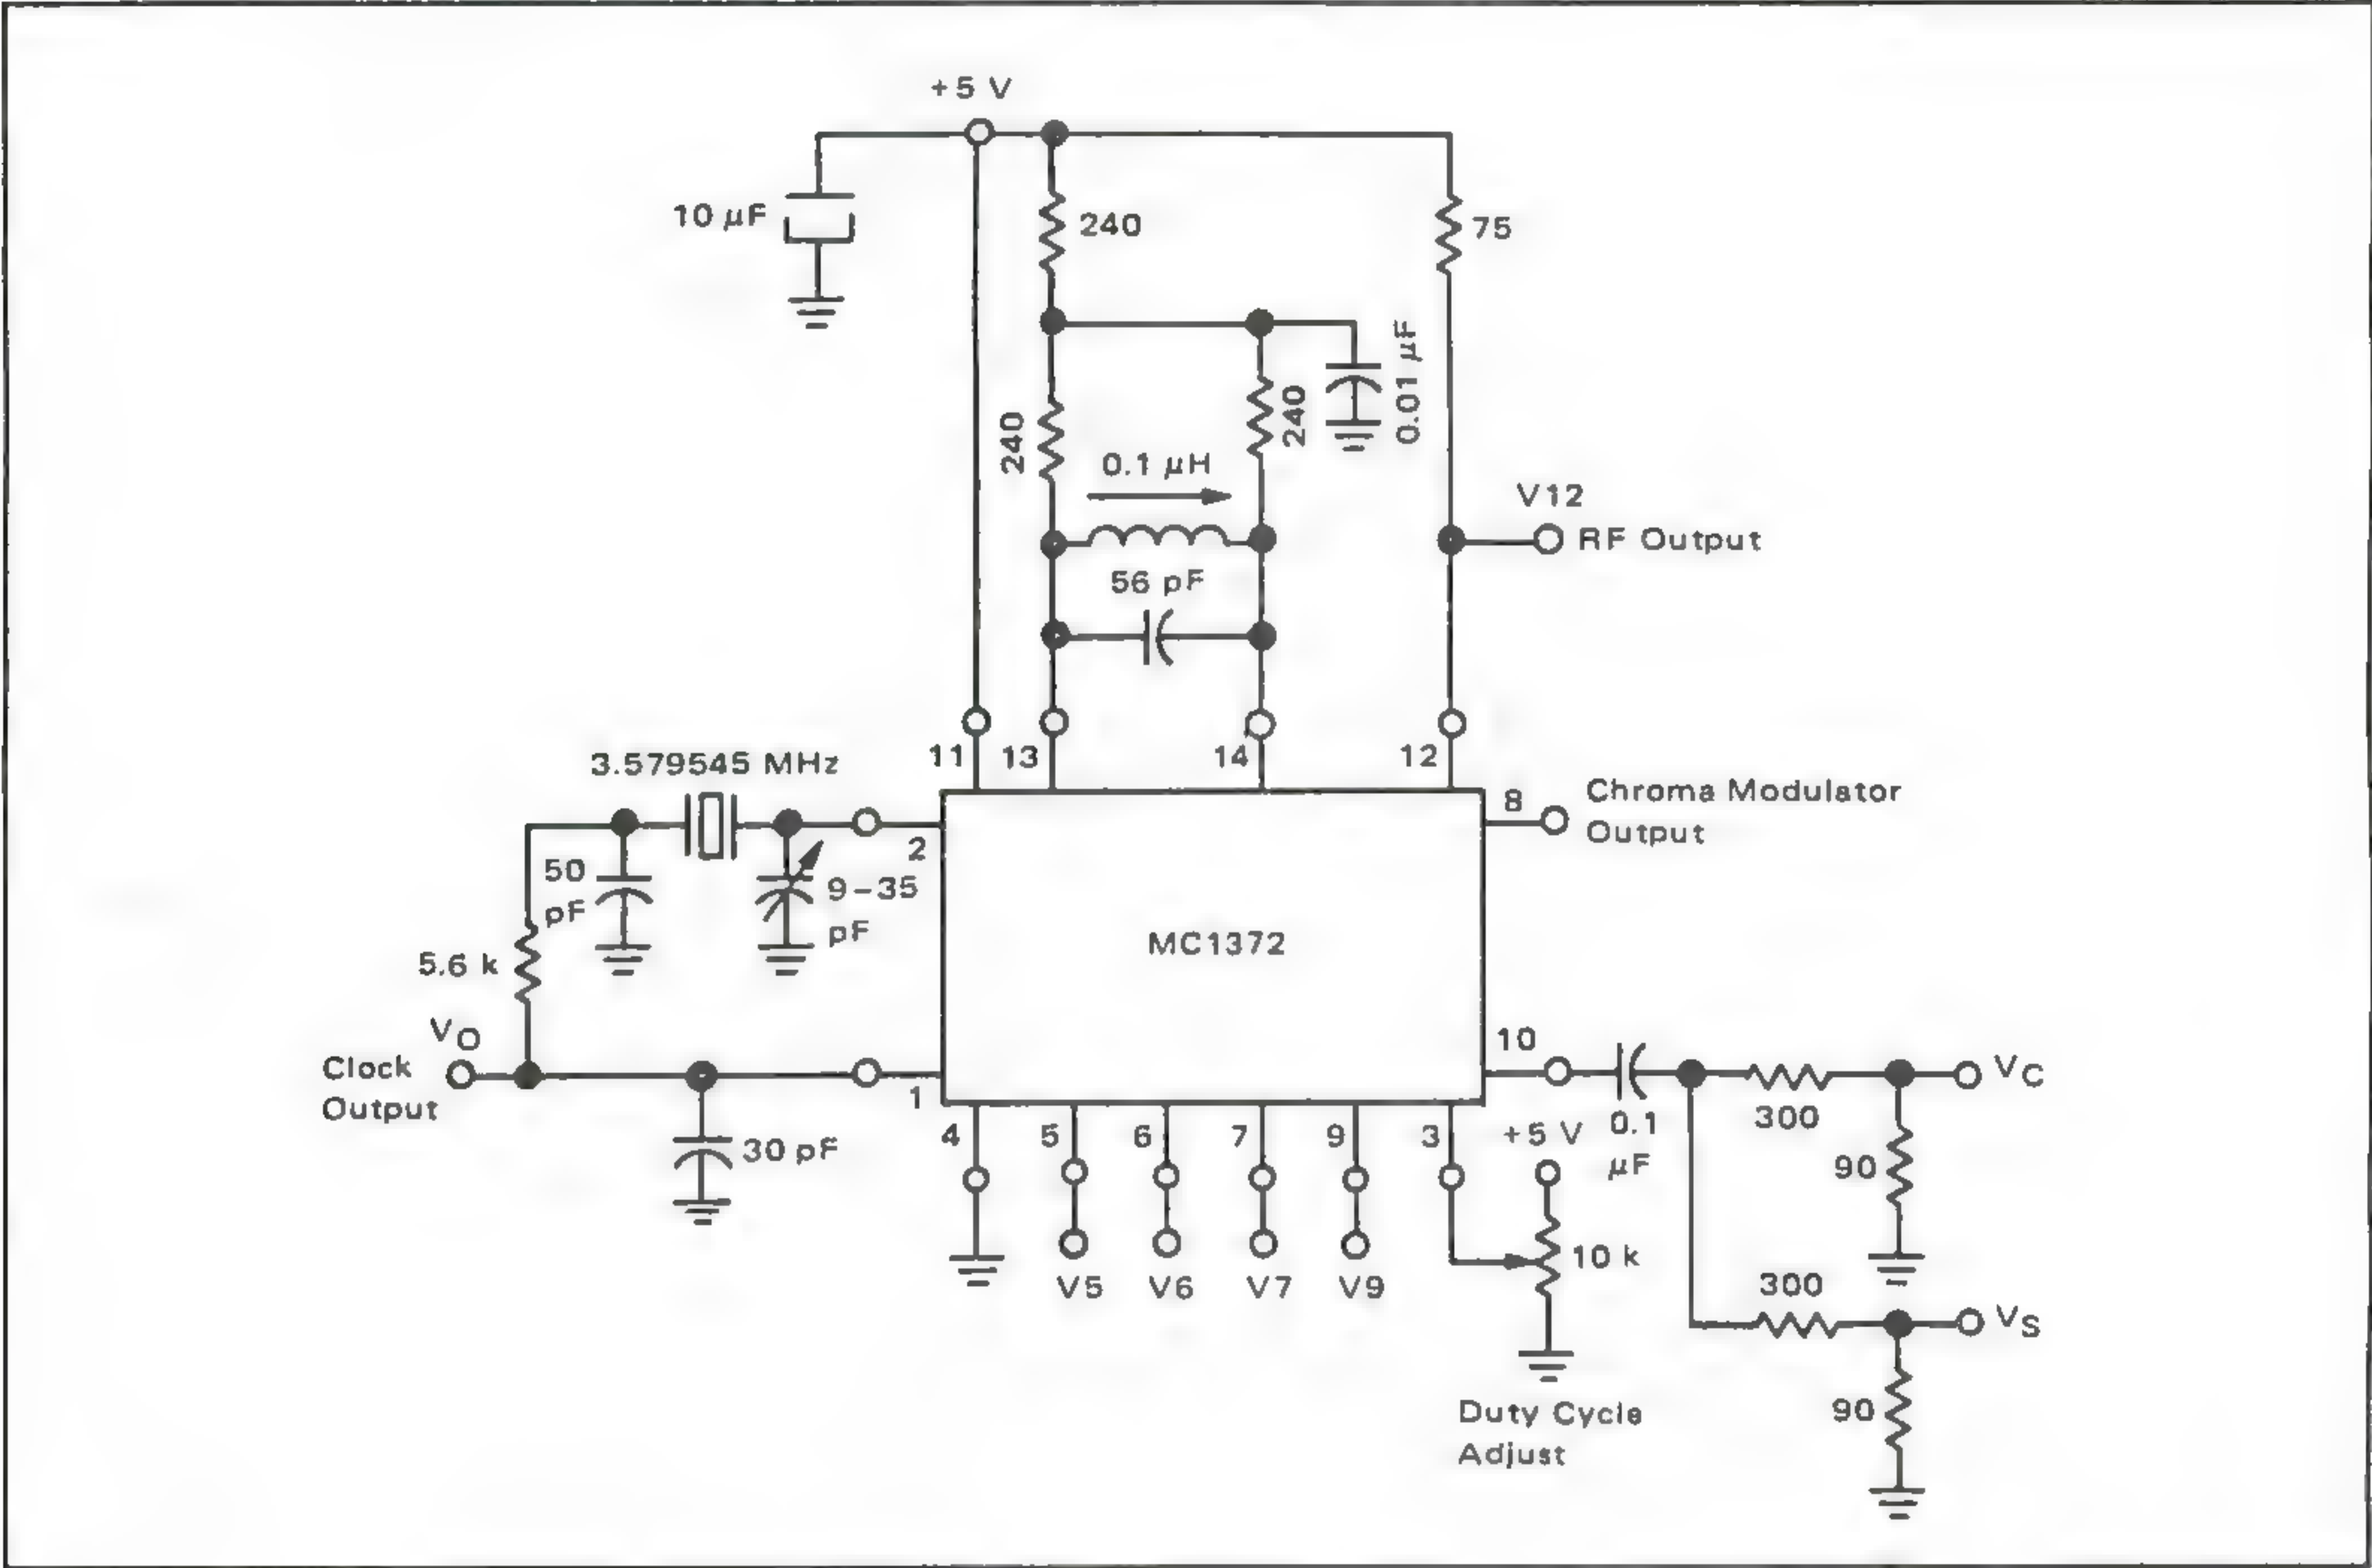 +5 V
10 µF
240
75
0.01 µF
240
240
0.1 µH
V12
RF Output
56 pF
11
13
14
12
3.579545 MHz
8
Chroma Modulator
Output
2
50
pF
9-35
pF
MC1372
5.6 k
VO
Clock
Output
1
10
VC
30 pF
4
5
6
7
9
3
+5 V
0.1
µF
300
90
V5
V6
V7
V9
10 k
300
VS
Duty Cycle
Adjust
90